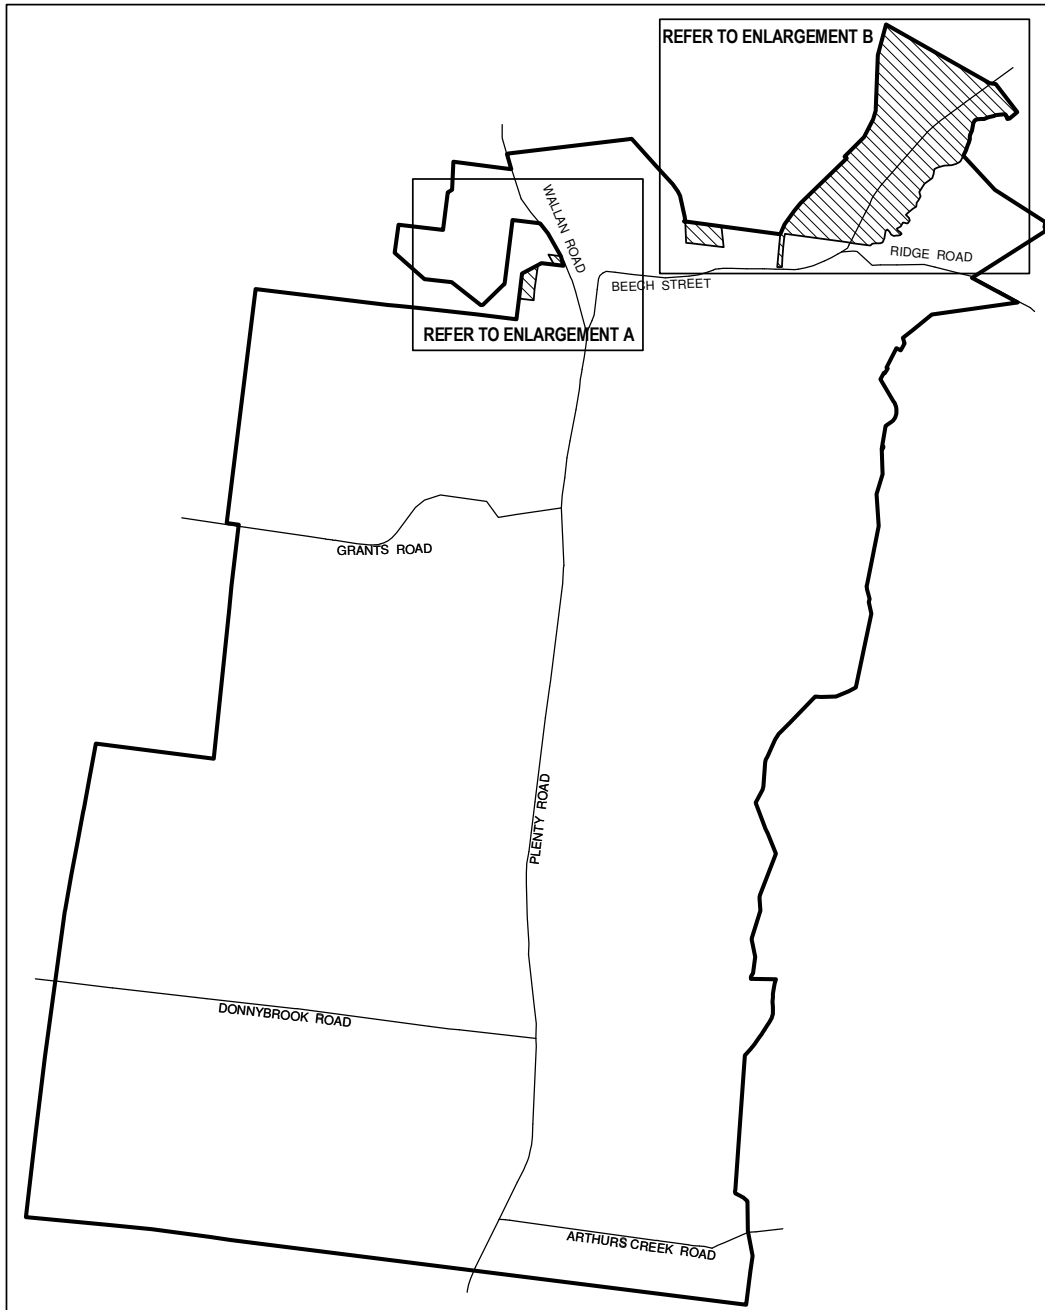 REFER TO ENLARGEMENT B
WALLAN ROAD
RIDGE ROAD
BEECH STREET
REFER TO ENLARGEMENT A
GRANTS ROAD
PLENTY ROAD
DONNYBROOK ROAD
ARTHURS CREEK ROAD